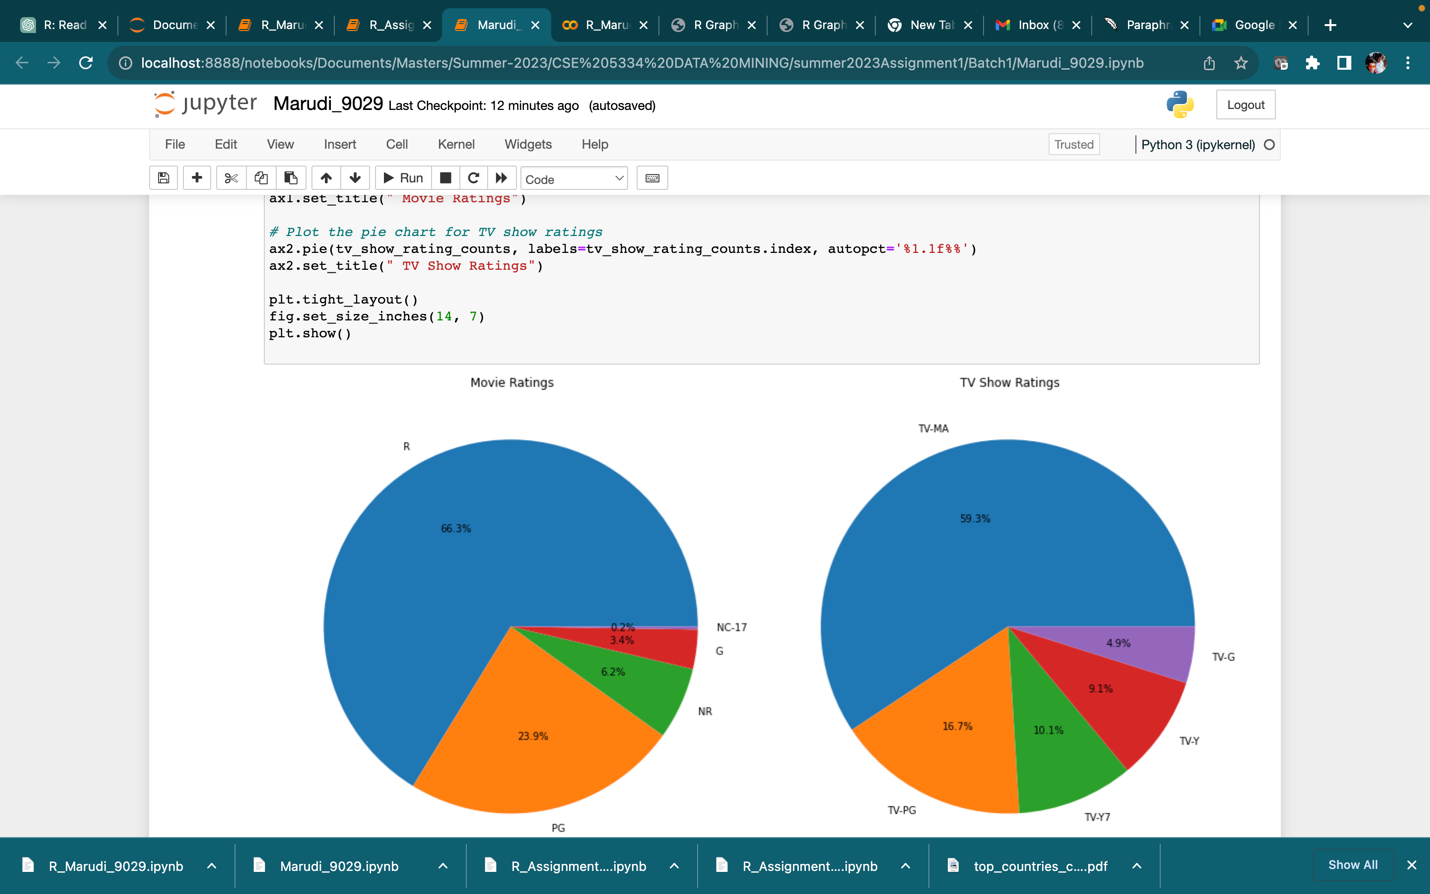 R: Read
Docume
R_Maru
R_Assig
Marudi_
R_Maru
R Graph
R Graph
New Tab
Inbox (8
Paraphr
Google
localhost:8888/notebooks/Documents/Masters/Summer-2023/CSE%205334%20DATA%20MINING/summer2023Assignment1/Batch1/Marudi_9029.ipynb
jupyter Marudi_9029 Last Checkpoint: 12 minutes ago (autosaved)
Logout
File Edit View Insert Cell Kernel Widgets Help
Trusted
Python 3 (ipykernel)
Run
Code
ax1.set_title(" Movie Ratings")
# Plot the pie chart for TV show ratings
ax2.pie(tv_show_rating_counts, labels=tv_show_rating_counts.index, autopct='%1.1f%%')
ax2.set_title(" TV Show Ratings")
plt.tight_layout()
fig.set_size_inches(14, 7)
plt.show()
Movie Ratings
R
66.3%
0.2%
NC-17
3.4%
G
6.2%
NR
23.9%
PG
TV Show Ratings
TV-MA
59.3%
4.9%
TV-G
9.1%
TV-Y
16.7%
10.1%
TV-PG
TV-Y7
R_Marudi_9029.ipynb
Marudi_9029.ipynb
R_Assignment....ipynb
R_Assignment....ipynb
top_countries_c....pdf
Show All